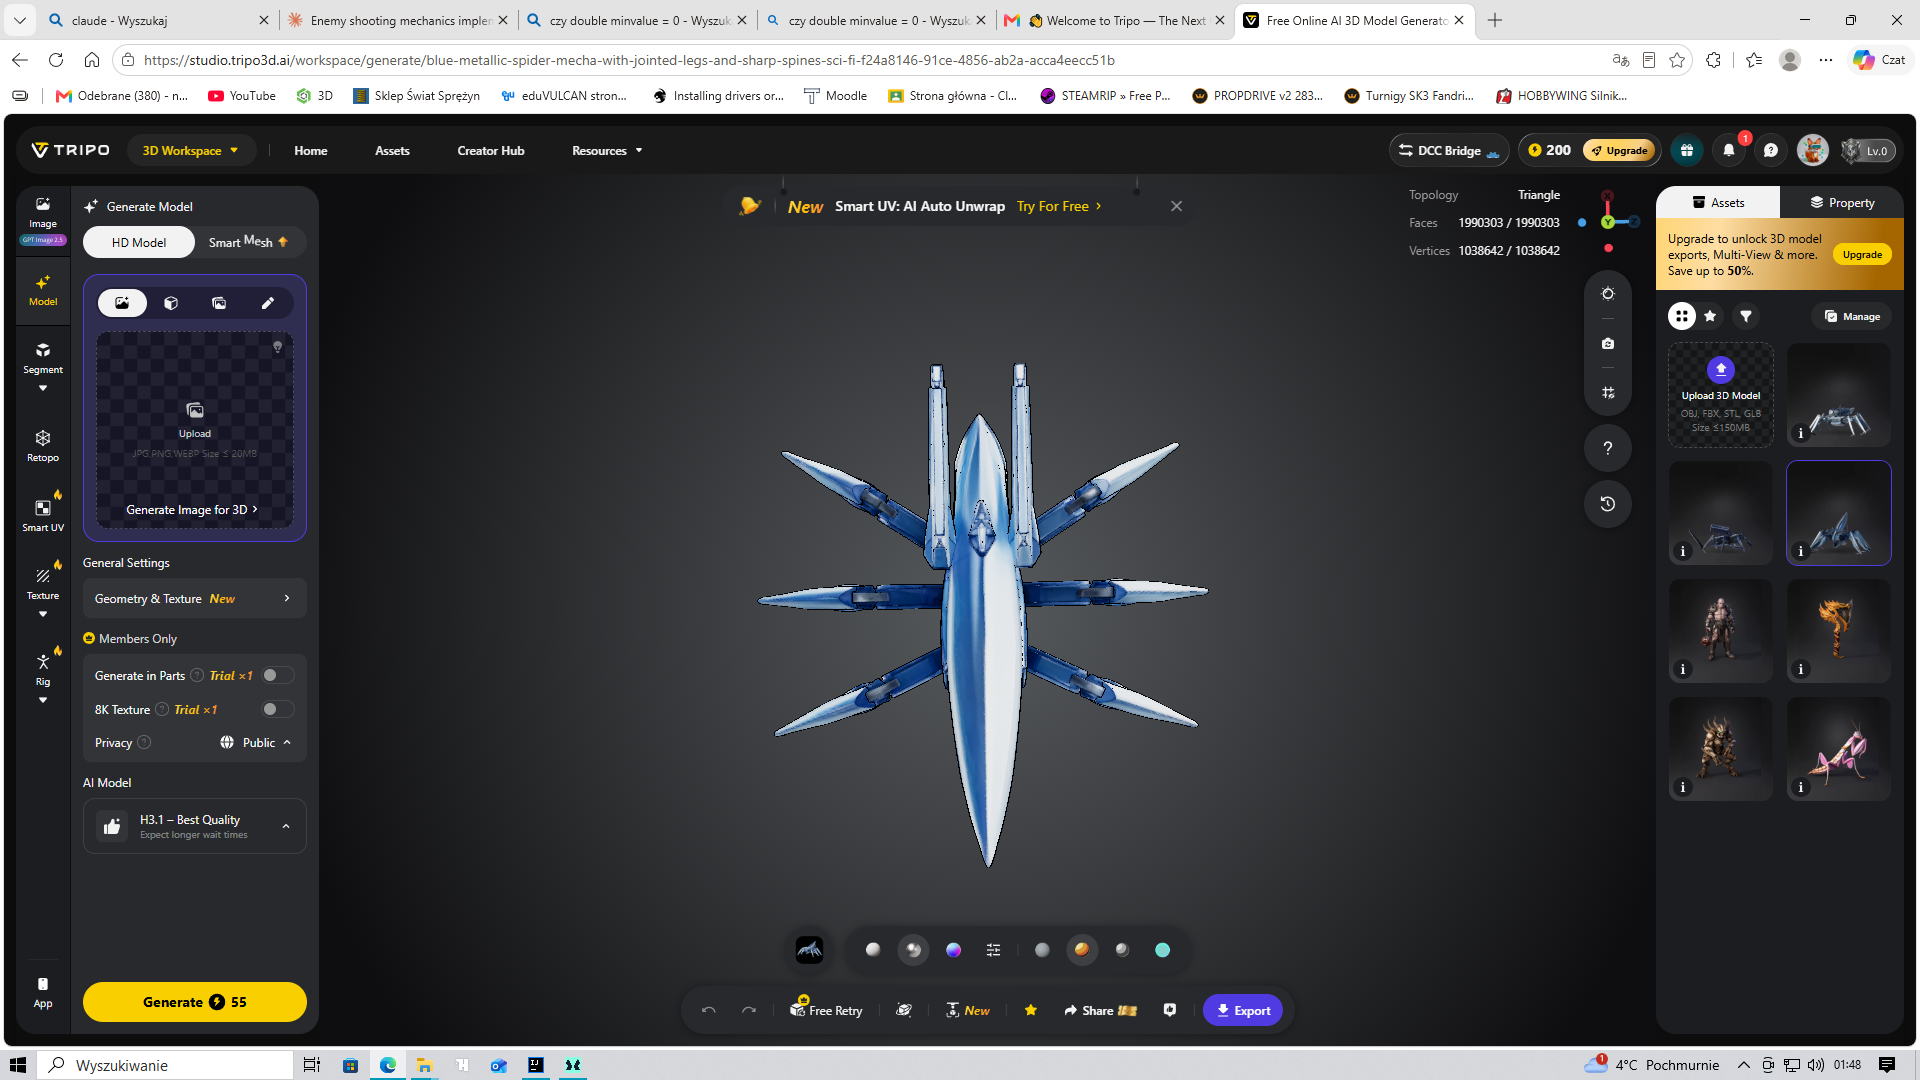 claude - Wyszukaj
Enemy shooting mechanics implen
czy double minvalue = 0 - Wyszuk
czy double minvalue = 0 - Wyszuk
Welcome to Tripo — The Next
Free Online AI 3D Model Generato
https://studio.tripo3d.ai/workspace/generate/blue-metallic-spider-mecha-with-jointed-legs-and-sharp-spines-sci-fi-f24a8146-91ce-4856-ab2a-acca4eecc51b
Czat
Odebrane (380) - n...
YouTube
3D
Sklep Świat Sprężyn
eduVULCAN stron...
Installing drivers or...
Moodle
Strona główna - Cl...
STEAMRIP » Free P...
PROPDRIVE v2 283...
Turnigy SK3 Fandri...
HOBBYWING Silnik...
TRIPO
3D Workspace
Home
Assets
Creator Hub
Resources
DCC Bridge
200
Upgrade
1
Lv.0
Image
GPT Image 2.5
Model
Segment
Retopo
Smart UV
Texture
Rig
App
Generate Model
HD Model
Smart Mesh
Upload
JPG,PNG,WEBP Size ≤ 20MB
Generate Image for 3D >
General Settings
Geometry & Texture New
Members Only
Generate in Parts ? Trial ×1
8K Texture ? Trial ×1
Privacy ? Public
AI Model
H3.1 – Best Quality
Expect longer wait times
Generate 55
New Smart UV: AI Auto Unwrap Try For Free >
Topology Triangle
Faces 1990303 / 1990303
Vertices 1038642 / 1038642
Y
?
Free Retry
New
Share
Export
Assets
Property
Upgrade to unlock 3D model
exports, Multi-View & more.
Save up to 50%.
Upgrade
Manage
Upload 3D Model
OBJ, FBX, STL, GLB
Size ≤150MB
Wyszukiwanie
1
4°C Pochmurnie
01:48